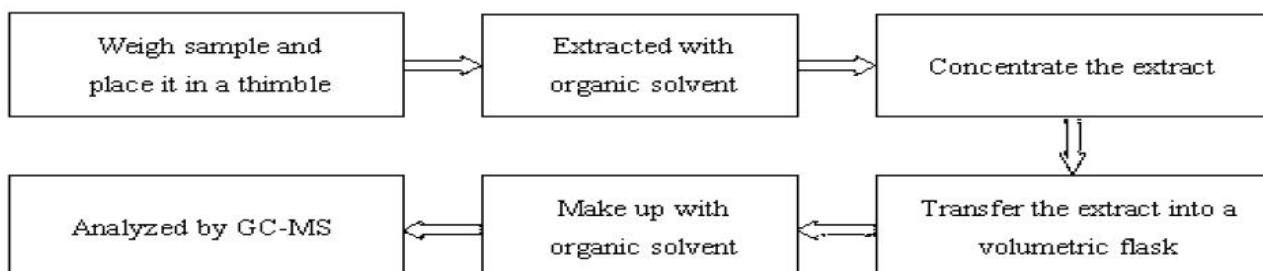 Weigh sample and
place it in a thimble
Extracted with
organic solvent
Concentrate the extract
Transfer the extract into a
volumetric flask
Make up with
organic solvent
Analyzed by GC-MS